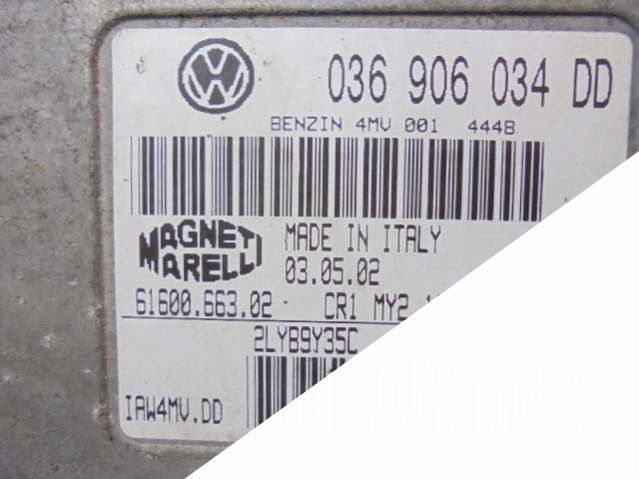 036 906 034 DD
BENZIN 4MV 001 4448
MAGNETI MARELLI
MADE IN ITALY
03.05.02
61600.663.02 CR1 MY2
2LYB9Y35C
IAW4MV.DD